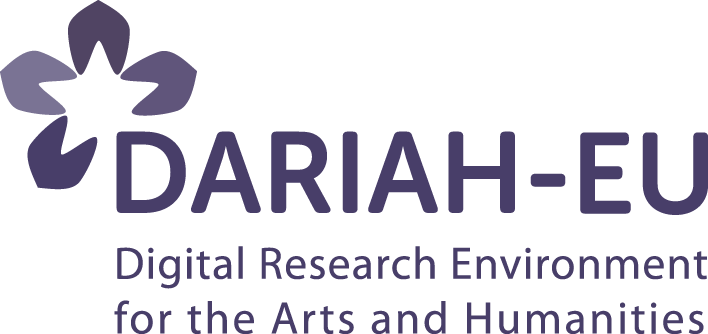 DARIAH-EU
Digital Research Environment
for the Arts and Humanities